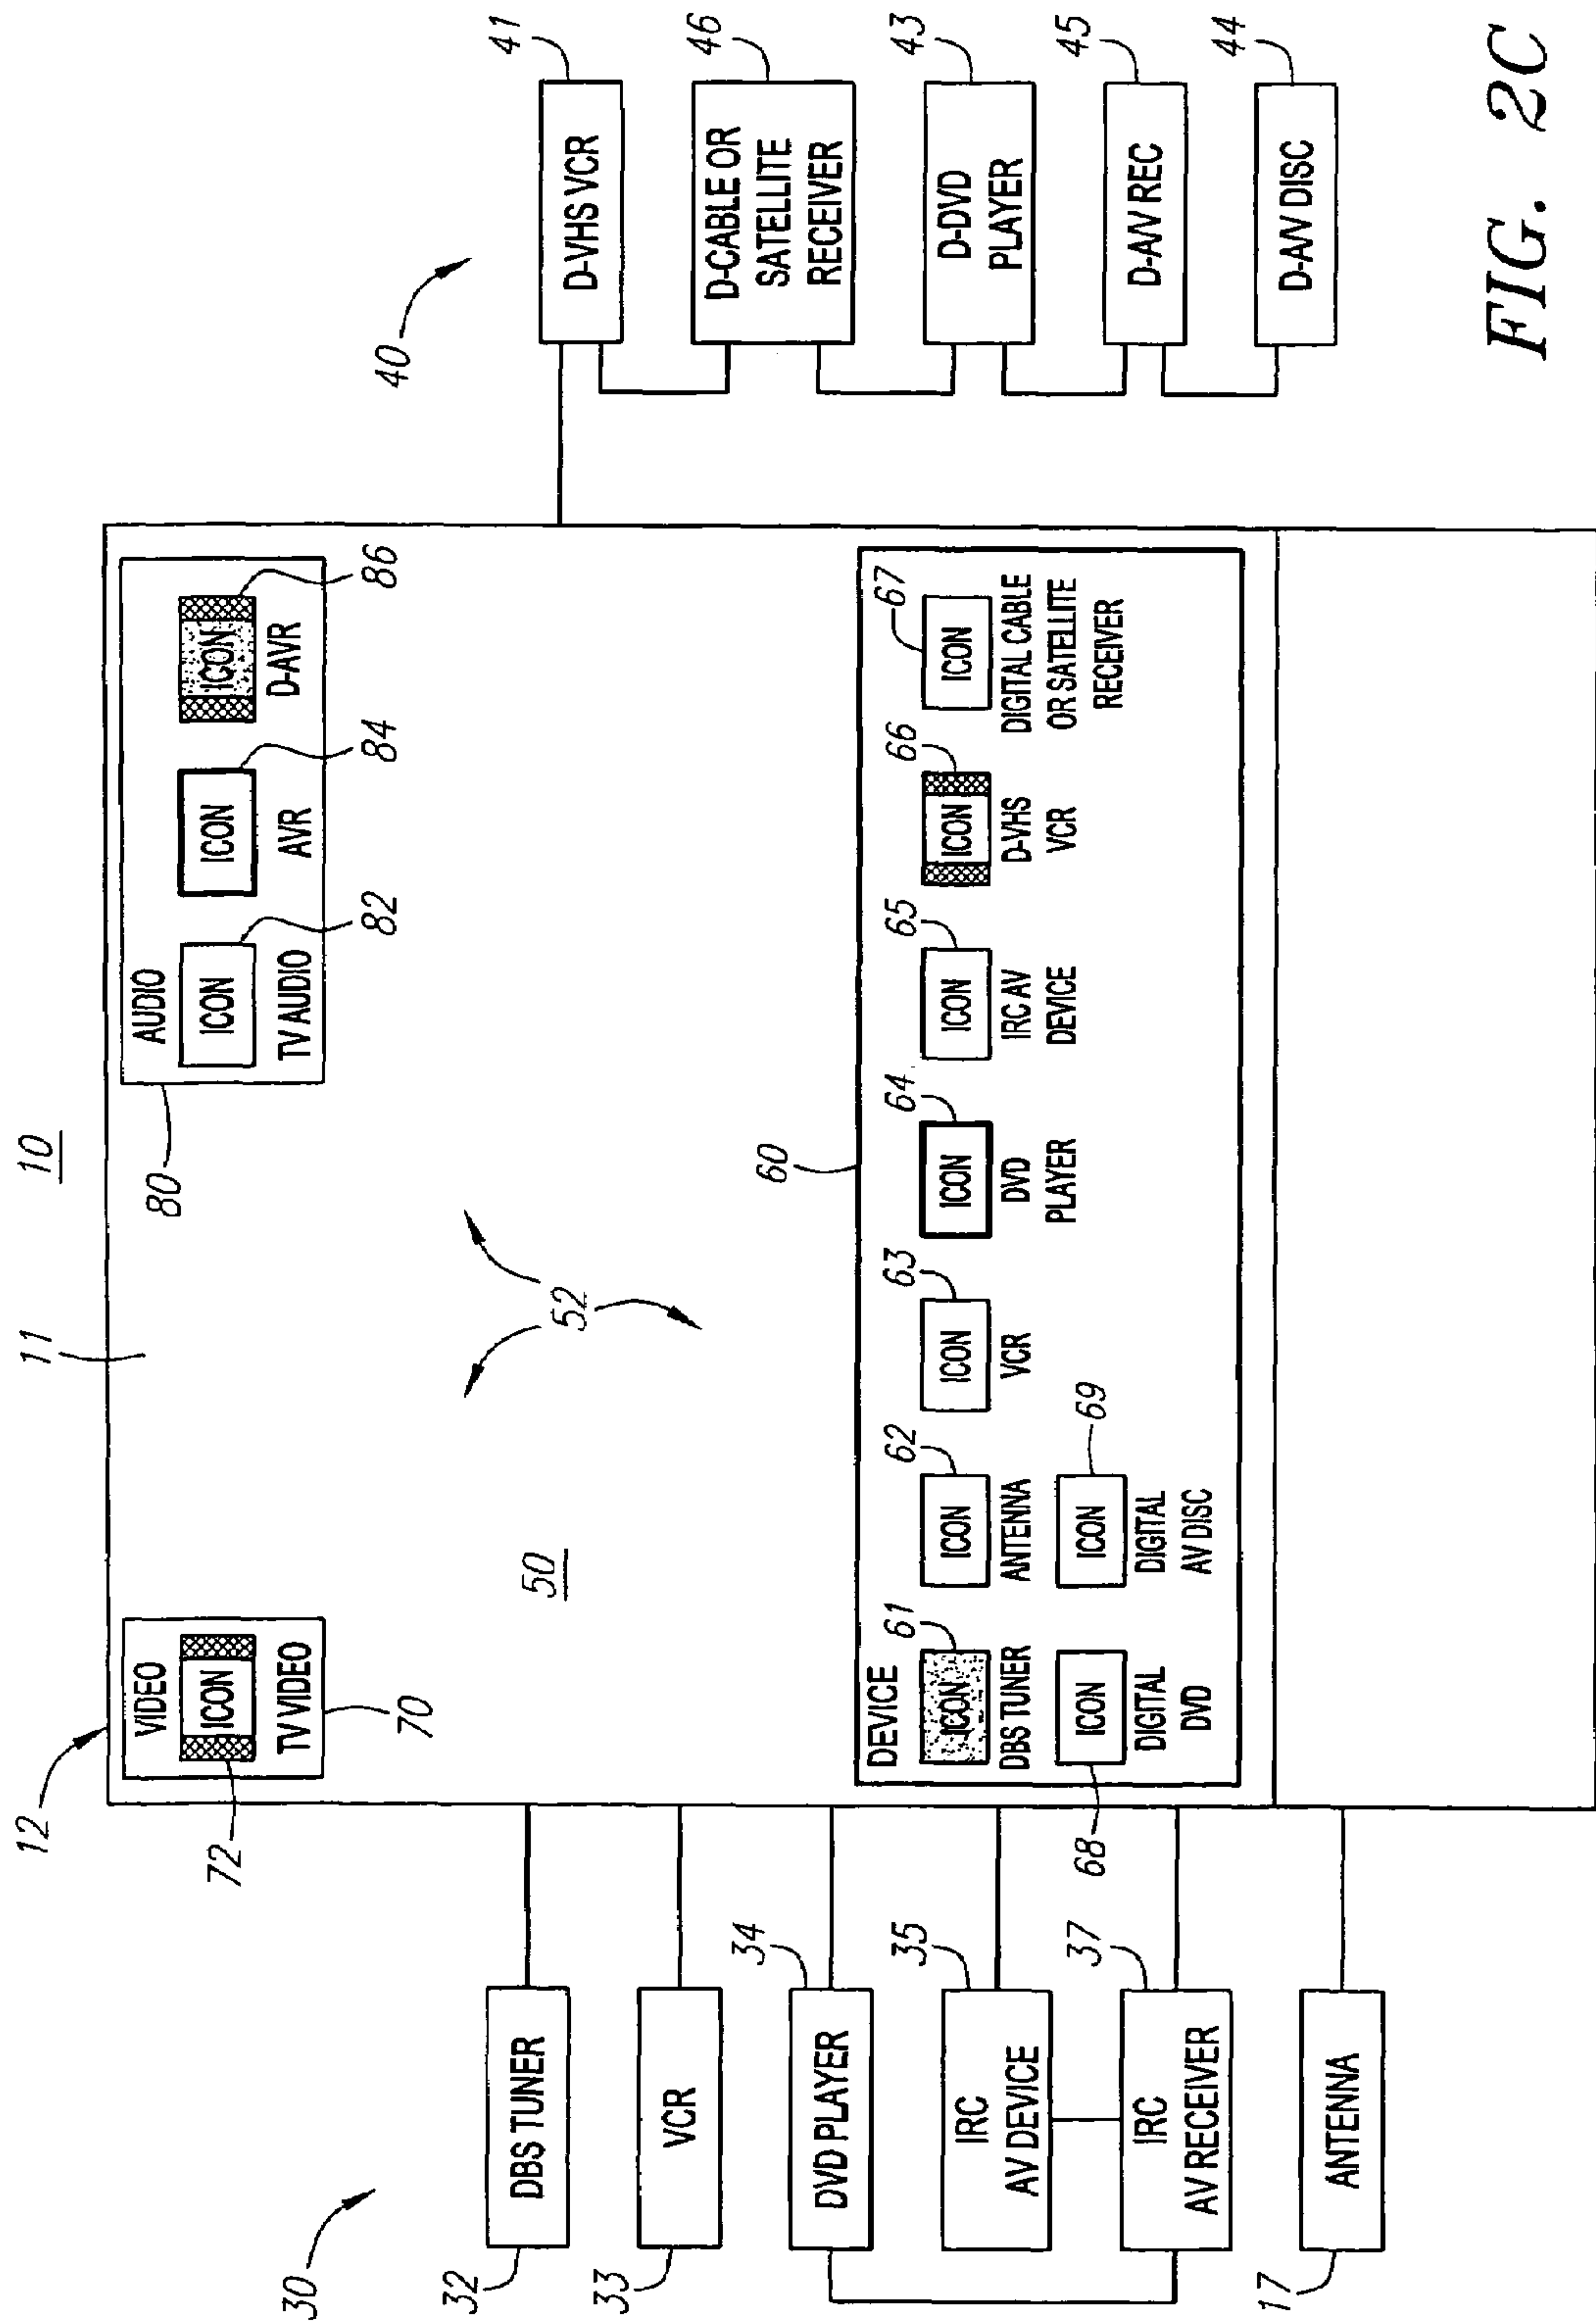 10
11
12
VIDEO
ICON
TV VIDEO
72
70
AUDIO
ICON
TV AUDIO
82
ICON
AVR
84
ICON
D-AVR
86
80
50
52
60
DEVICE
61
ICON
DBS TUNER
62
ICON
ANTENNA
63
ICON
VCR
64
ICON
DVD
PLAYER
65
ICON
IRC AV
DEVICE
66
ICON
D-VHS
VCR
67
ICON
DIGITAL CABLE
OR SATELLITE
RECEIVER
68
ICON
DIGITAL
DVD
69
ICON
DIGITAL
AV DISC
30
32
DBS TUNER
33
VCR
34
DVD PLAYER
35
IRC
AV DEVICE
37
IRC
AV RECEIVER
17
ANTENNA
40
41
D-VHS VCR
46
D-CABLE OR
SATELLITE
RECEIVER
43
D-DVD
PLAYER
45
D-A/V REC
44
D-A/V DISC
FIG. 2C